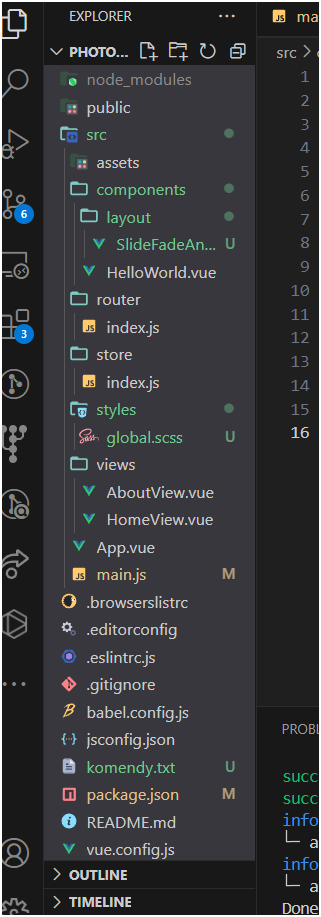 EXPLORER
ma
PHOTO...
src
node_modules
1
public
2
src
3
assets
4
components
5
6
layout
6
7
SlideFadeAn... U
8
HelloWorld.vue
9
router
10
index.js
11
3
store
12
index.js
13
styles
14
15
global.scss U
16
views
AboutView.vue
HomeView.vue
App.vue
main.js M
.browserslistrc
.editorconfig
.eslintrc.js
.gitignore
babel.config.js
PROBL
jsconfig.json
komendy.txt U
succ
package.json M
succ
README.md
info
└─ a
vue.config.js
info
OUTLINE
└─ a
TIMELINE
Done